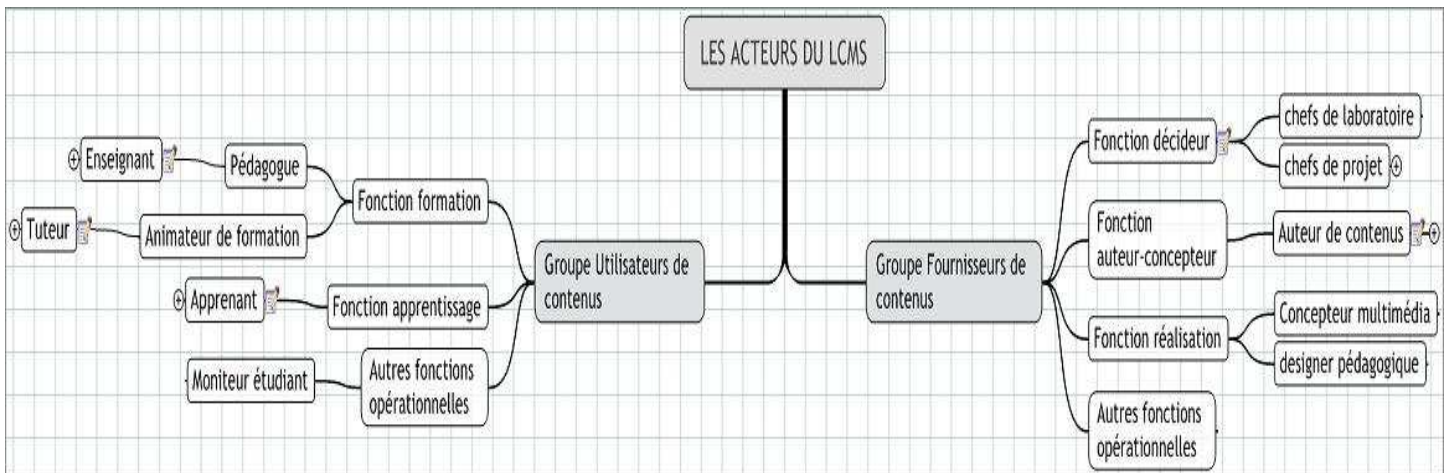 LES ACTEURS DU LCMS
Enseignant
Pédagogue
Fonction formation
Tuteur
Animateur de formation
Groupe Utilisateurs de
contenus
Apprenant
Fonction apprentissage
Moniteur étudiant
Autres fonctions
opérationnelles
Groupe Fournisseurs de
contenus
Fonction décideur
chefs de laboratoire
chefs de projet
Fonction
auteur-concepteur
Auteur de contenus
Fonction réalisation
Concepteur multimédia
designer pédagogique
Autres fonctions
opérationnelles